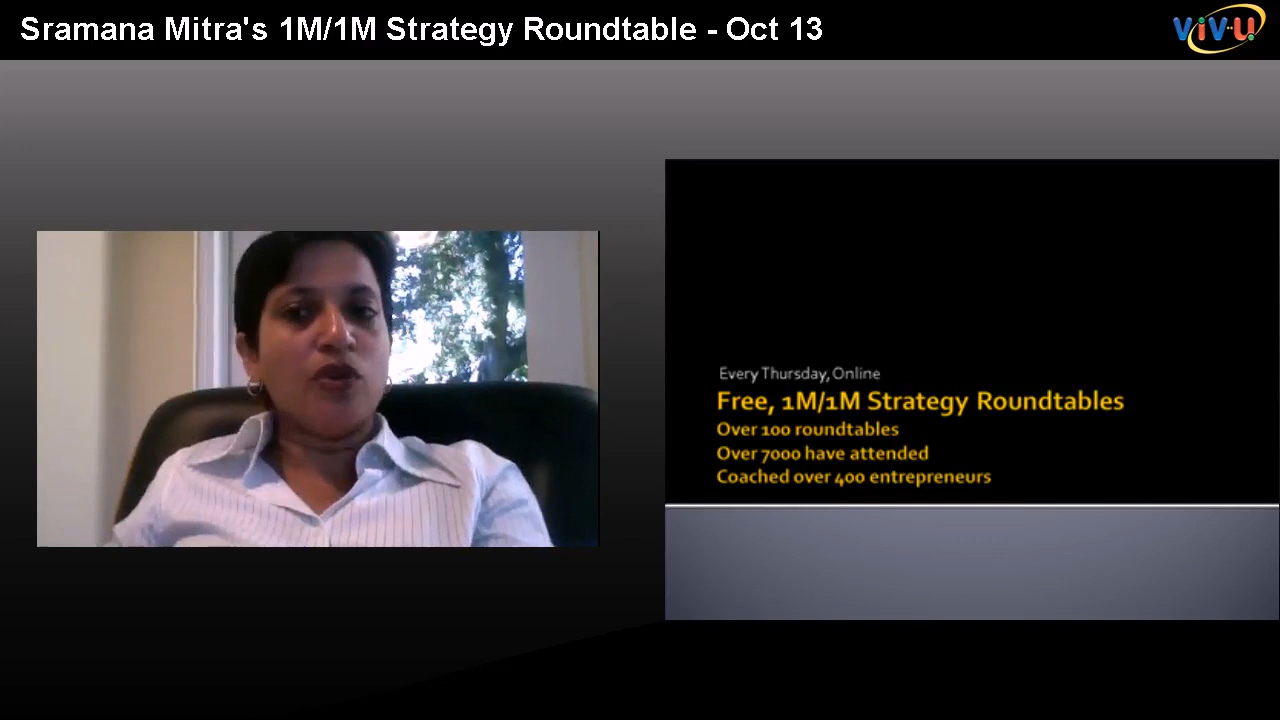 Sramana Mitra's 1M/1M Strategy Roundtable - Oct 13
ViV-U!
Every Thursday, Online
Free, 1M/1M Strategy Roundtables
Over 100 roundtables
Over 7000 have attended
Coached over 400 entrepreneurs